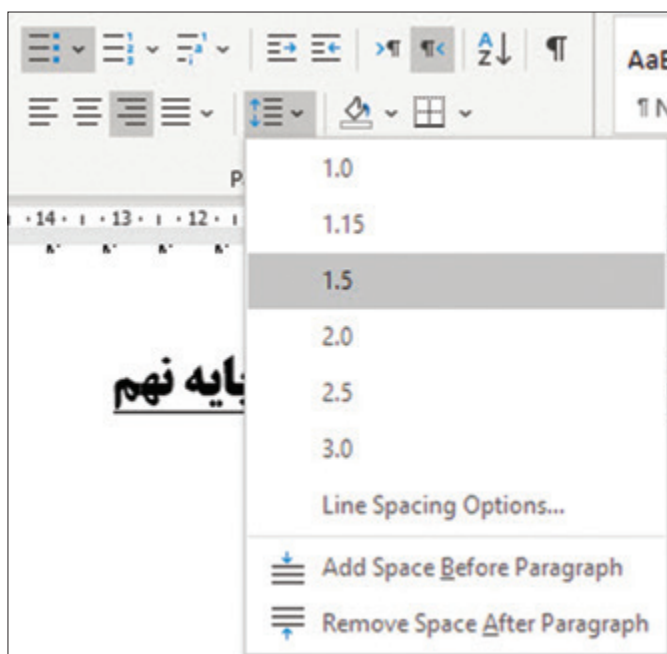 AaB
¶ N
P
14 · 13 · 12
پایه نهم
1.0
1.15
1.5
2.0
2.5
3.0
Line Spacing Options...
Add Space Before Paragraph
Remove Space After Paragraph